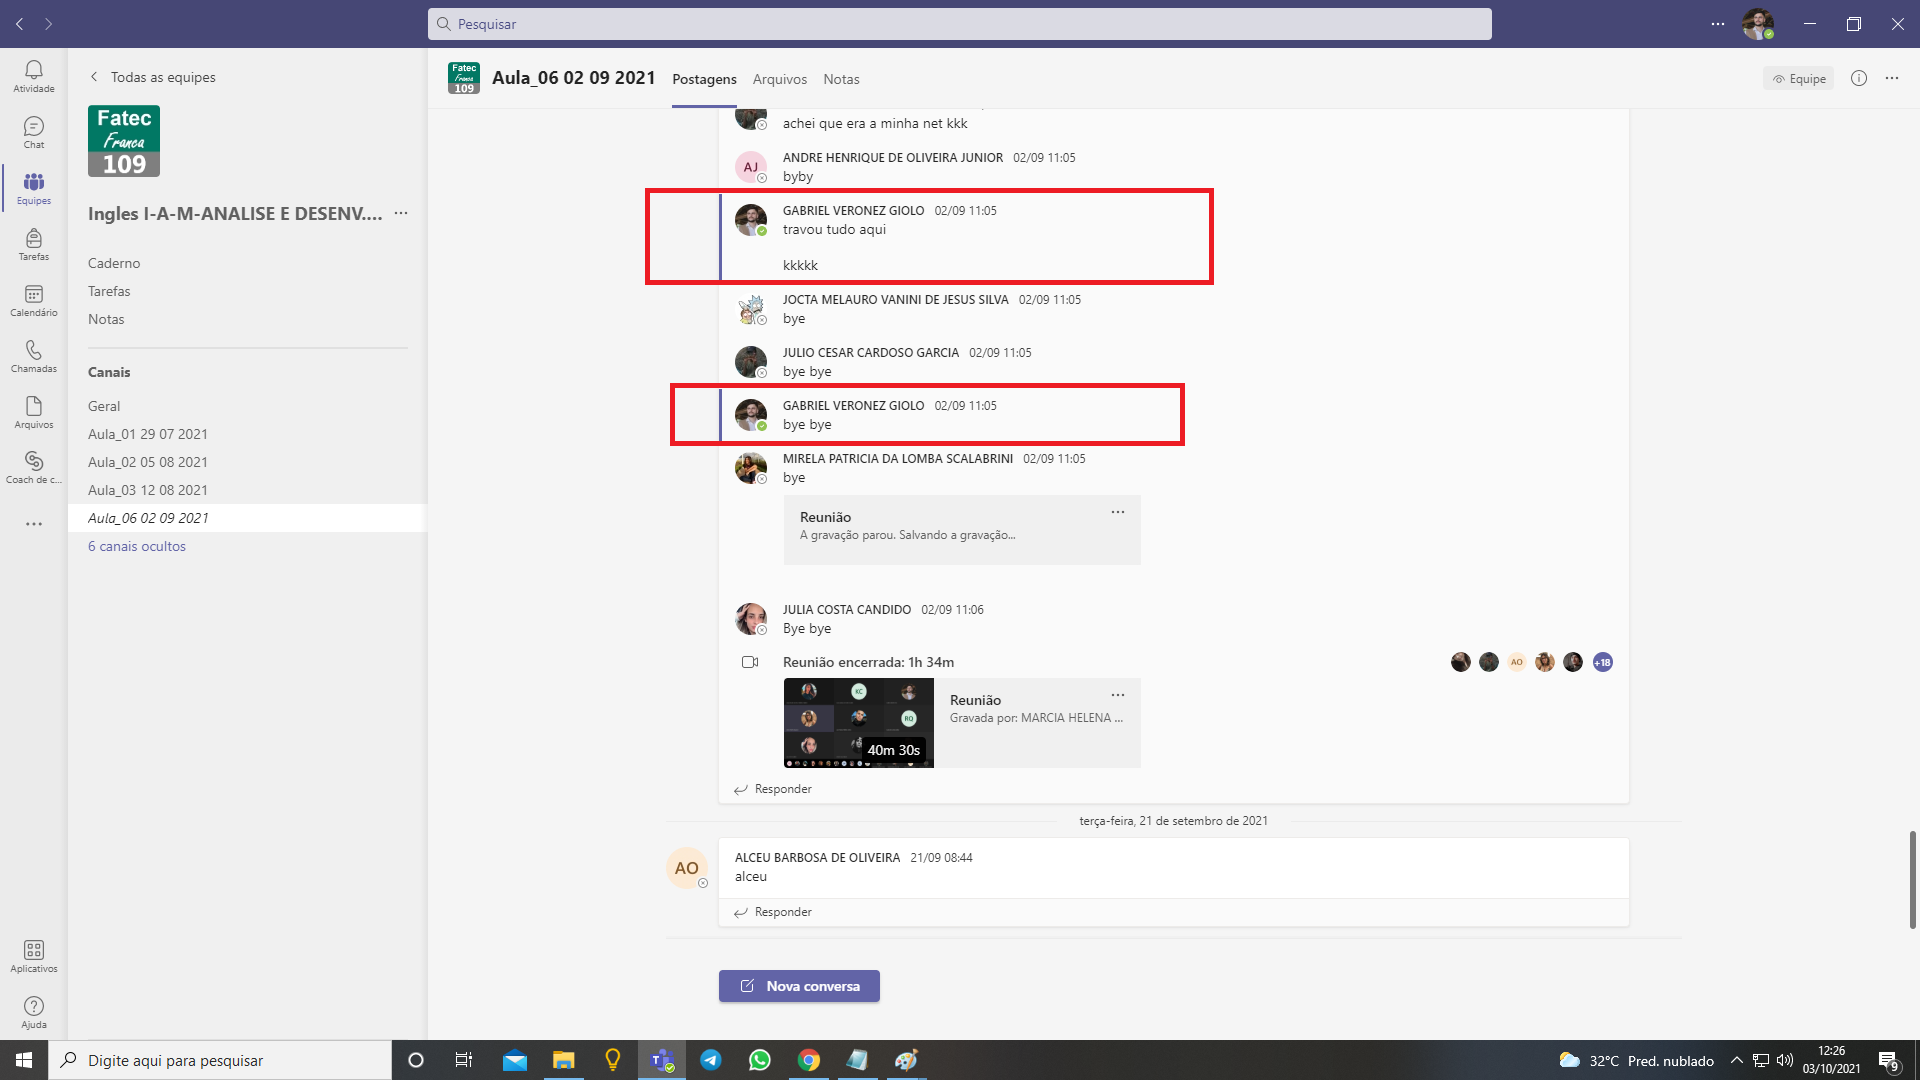 Pesquisar
Atividade
Chat
Equipes
Tarefas
Calendário
Chamadas
Arquivos
Coach de c...
Aplicativos
Ajuda
Todas as equipes
Fatec
Franca
109
Ingles I-A-M-ANALISE E DESENV....
Caderno
Tarefas
Notas
Canais
Geral
Aula_01 29 07 2021
Aula_02 05 08 2021
Aula_03 12 08 2021
Aula_06 02 09 2021
6 canais ocultos
Fatec
Franca
109
Aula_06 02 09 2021
Postagens
Arquivos
Notas
Equipe
achei que era a minha net kkk
AJ
ANDRE HENRIQUE DE OLIVEIRA JUNIOR 02/09 11:05
byby
GABRIEL VERONEZ GIOLO 02/09 11:05
travou tudo aqui
kkkkk
JOCTA MELAURO VANINI DE JESUS SILVA 02/09 11:05
bye
JULIO CESAR CARDOSO GARCIA 02/09 11:05
bye bye
GABRIEL VERONEZ GIOLO 02/09 11:05
bye bye
MIRELA PATRICIA DA LOMBA SCALABRINI 02/09 11:05
bye
Reunião
A gravação parou. Salvando a gravação...
JULIA COSTA CANDIDO 02/09 11:06
Bye bye
Reunião encerrada: 1h 34m
AO
+18
KC
RO
40m 30s
Reunião
Gravada por: MARCIA HELENA ...
Responder
terça-feira, 21 de setembro de 2021
AO
ALCEU BARBOSA DE OLIVEIRA 21/09 08:44
alceu
Responder
Nova conversa
Digite aqui para pesquisar
32°C Pred. nublado
12:26
03/10/2021
9